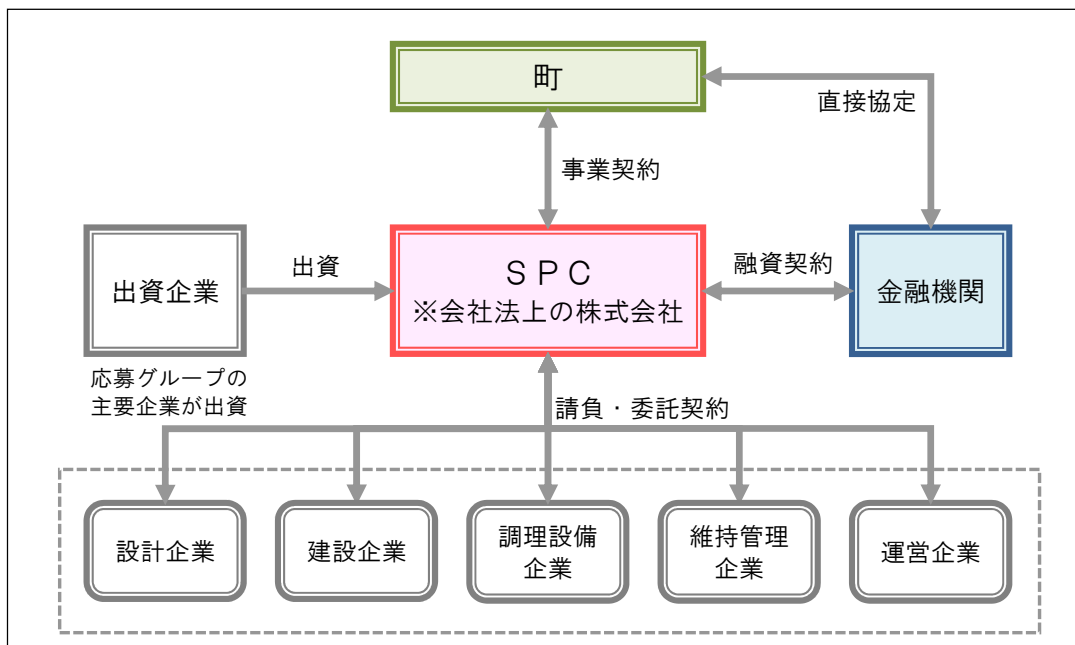 町
直接協定
事業契約
出資企業
出資
ＳＰＣ
※会社法上の株式会社
融資契約
金融機関
応募グループの
主要企業が出資
請負・委託契約
設計企業
建設企業
調理設備
企業
維持管理
企業
運営企業